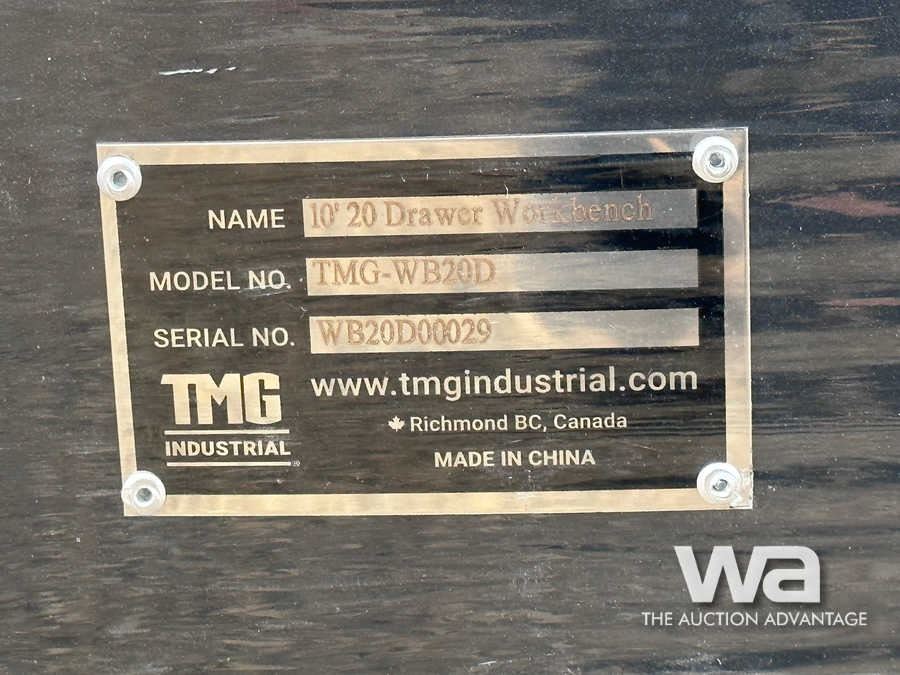 NAME 10' 20 Drawer Workbench
MODEL NO. TMG-WB20D
SERIAL NO. WB20D00029
TMG
INDUSTRIAL
www.tmgindustrial.com
Richmond BC, Canada
MADE IN CHINA
wa
THE AUCTION ADVANTAGE